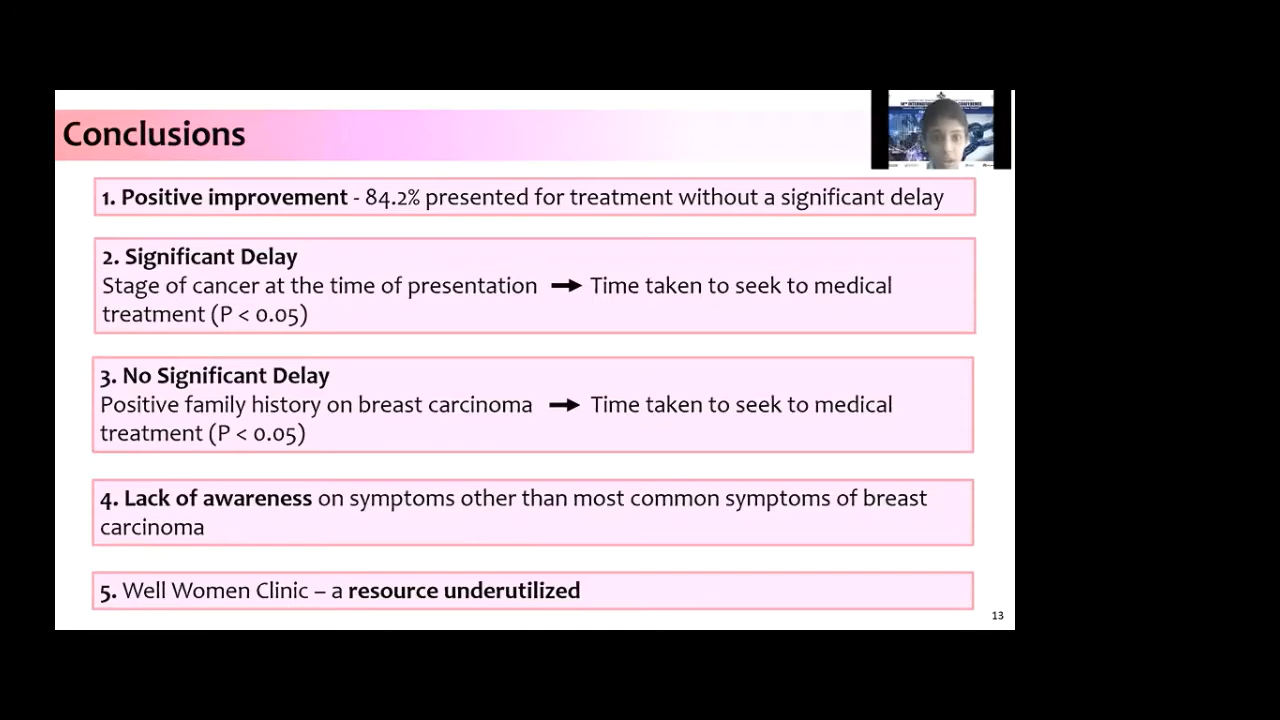 Conclusions
1. Positive improvement - 84.2% presented for treatment without a significant delay
2. Significant Delay
Stage of cancer at the time of presentation → Time taken to seek to medical
treatment (P < 0.05)
3. No Significant Delay
Positive family history on breast carcinoma → Time taken to seek to medical
treatment (P < 0.05)
4. Lack of awareness on symptoms other than most common symptoms of breast
carcinoma
5. Well Women Clinic – a resource underutilized
13